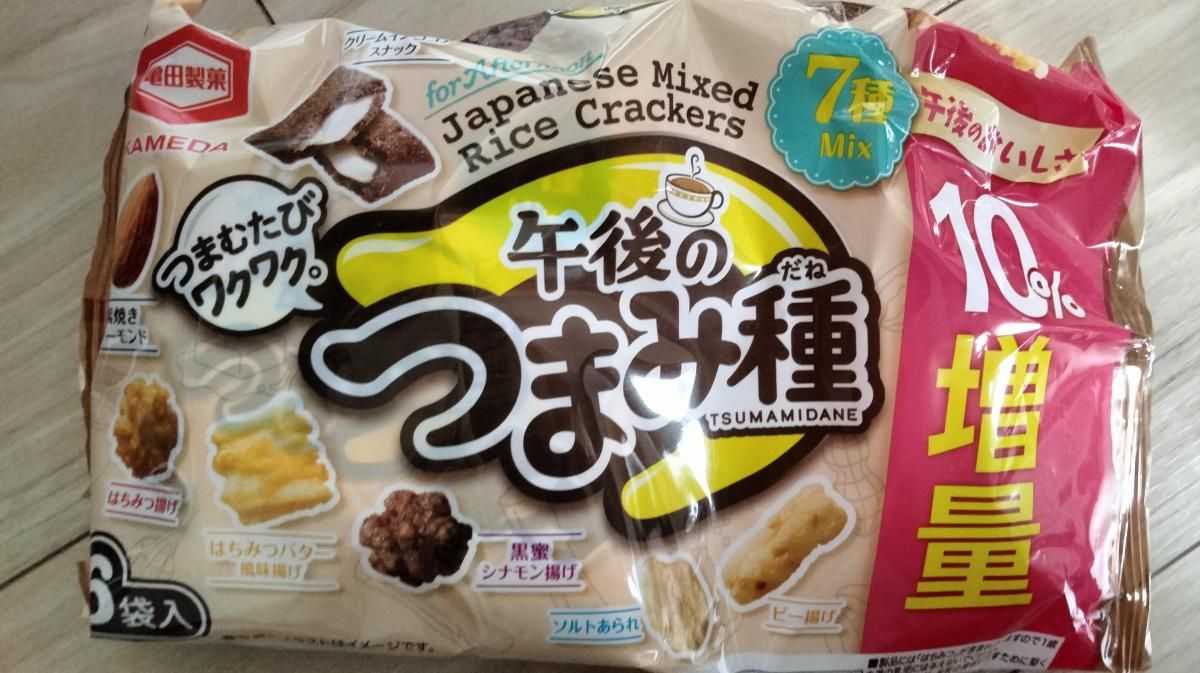 亀田製菓
KAMEDA
スナック
for Afternoon
Japanese Mixed
Rice Crackers
7種
Mix
午後のおいしさ
10%
増量
つまむたび
ワクワク。
午後の
だね
つまみ種
TSUMAMIDANE
はちみつ揚げ
はちみつバター
風味揚げ
黒蜜
シナモン揚げ
ソルトあられ
ピー揚げ
6袋入